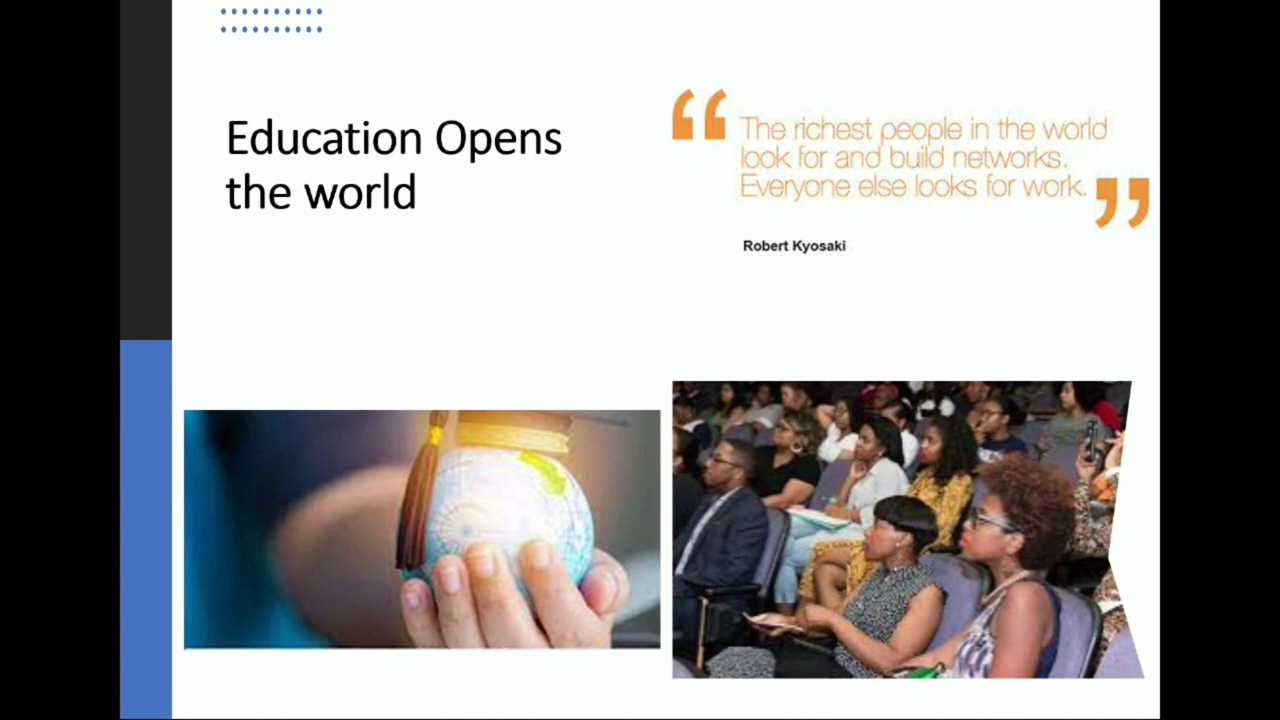 Education Opens
the world
“The richest people in the world
look for and build networks.
Everyone else looks for work.”
Robert Kyosaki